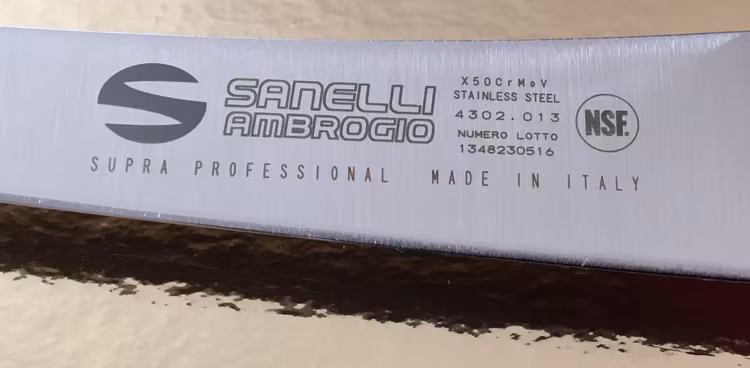 SANELLI
AMBROGIO
X50CrMoV
STAINLESS STEEL
4302.013
NUMERO LOTTO
1348230516
NSF.
SUPRA PROFESSIONAL MADE IN ITALY